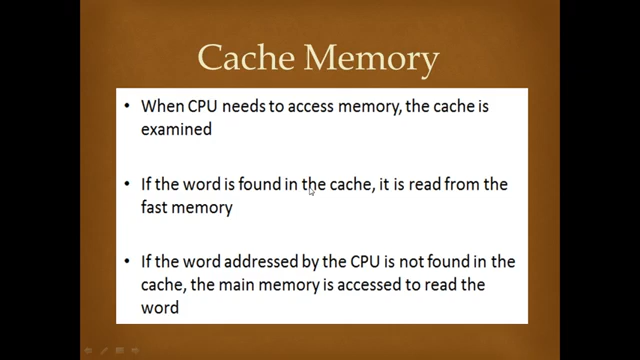 Cache Memory
• When CPU needs to access memory, the cache is
examined
• If the word is found in the cache, it is read from the
fast memory
• If the word addressed by the CPU is not found in the
cache, the main memory is accessed to read the
word